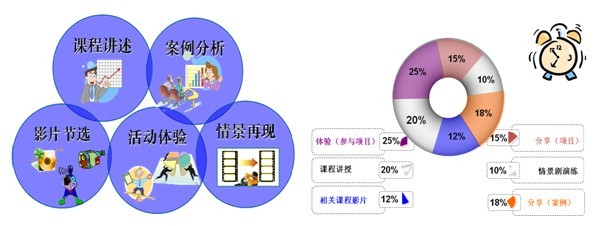 课程讲述
案例分析
影片节选
活动体验
情景再现
12
25%
15%
10%
18%
12%
20%
体验（参与项目） 25%
课程讲授 20%
相关课程影片 12%
15% 分享（项目）
10% 情景剧演练
18% 分享（案例）